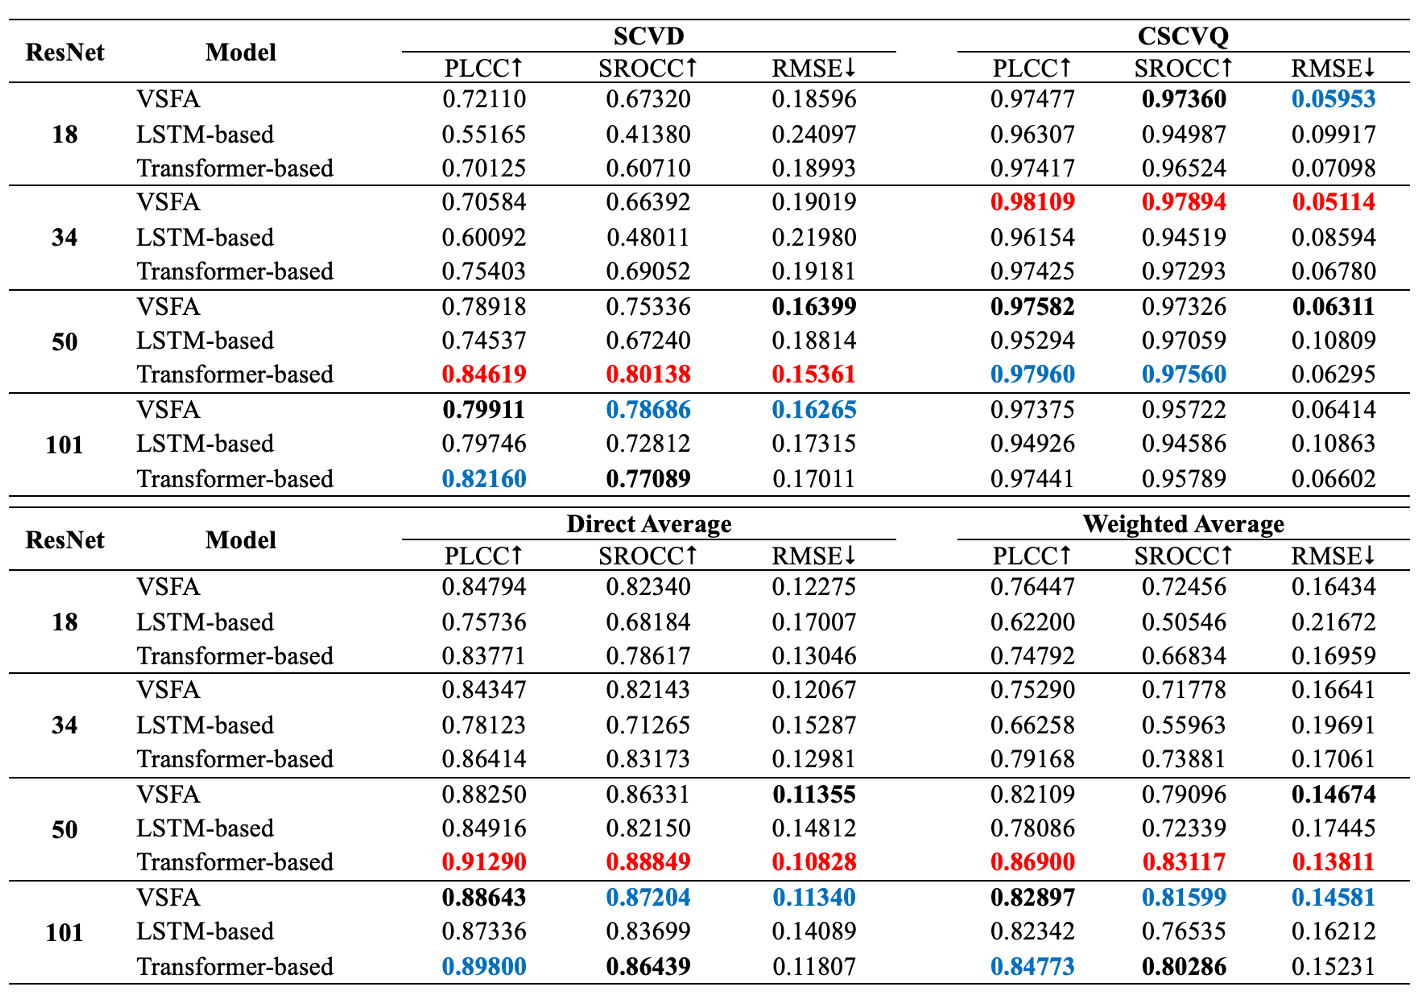 ResNet Model SCVD CSCVQ
PLCC↑ SROCC↑ RMSE↓ PLCC↑ SROCC↑ RMSE↓
18 VSFA 0.72110 0.67320 0.18596 0.97477 0.97360 0.05953
LSTM-based 0.55165 0.41380 0.24097 0.96307 0.94987 0.09917
Transformer-based 0.70125 0.60710 0.18993 0.97417 0.96524 0.07098
34 VSFA 0.70584 0.66392 0.19019 0.98109 0.97894 0.05114
LSTM-based 0.60092 0.48011 0.21980 0.96154 0.94519 0.08594
Transformer-based 0.75403 0.69052 0.19181 0.97425 0.97293 0.06780
50 VSFA 0.78918 0.75336 0.16399 0.97582 0.97326 0.06311
LSTM-based 0.74537 0.67240 0.18814 0.95294 0.97059 0.10809
Transformer-based 0.84619 0.80138 0.15361 0.97960 0.97560 0.06295
101 VSFA 0.79911 0.78686 0.16265 0.97375 0.95722 0.06414
LSTM-based 0.79746 0.72812 0.17315 0.94926 0.94586 0.10863
Transformer-based 0.82160 0.77089 0.17011 0.97441 0.95789 0.06602
ResNet Model Direct Average Weighted Average
PLCC↑ SROCC↑ RMSE↓ PLCC↑ SROCC↑ RMSE↓
18 VSFA 0.84794 0.82340 0.12275 0.76447 0.72456 0.16434
LSTM-based 0.75736 0.68184 0.17007 0.62200 0.50546 0.21672
Transformer-based 0.83771 0.78617 0.13046 0.74792 0.66834 0.16959
34 VSFA 0.84347 0.82143 0.12067 0.75290 0.71778 0.16641
LSTM-based 0.78123 0.71265 0.15287 0.66258 0.55963 0.19691
Transformer-based 0.86414 0.83173 0.12981 0.79168 0.73881 0.17061
50 VSFA 0.88250 0.86331 0.11355 0.82109 0.79096 0.14674
LSTM-based 0.84916 0.82150 0.14812 0.78086 0.72339 0.17445
Transformer-based 0.91290 0.88849 0.10828 0.86900 0.83117 0.13811
101 VSFA 0.88643 0.87204 0.11340 0.82897 0.81599 0.14581
LSTM-based 0.87336 0.83699 0.14089 0.82342 0.76535 0.16212
Transformer-based 0.89800 0.86439 0.11807 0.84773 0.80286 0.15231